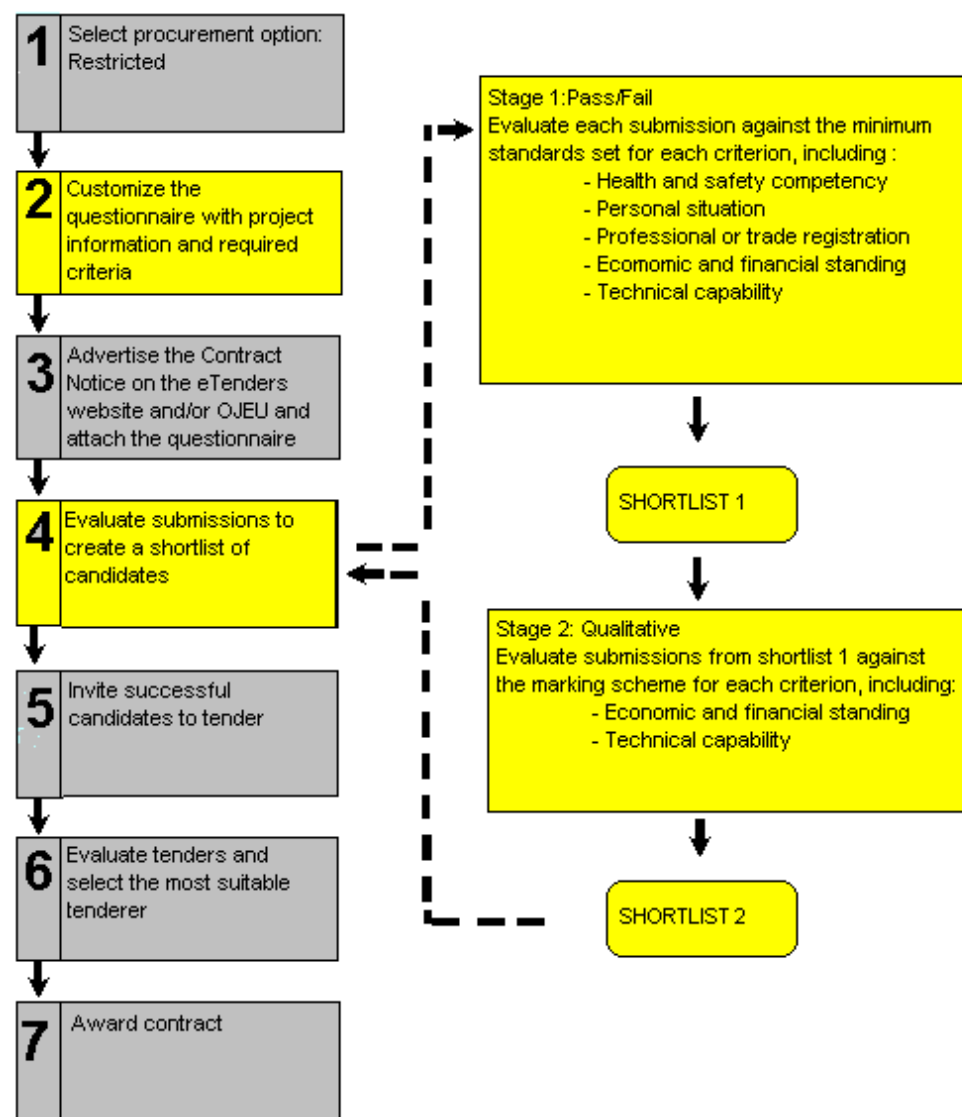 1
Select procurement option:
Restricted
2
Customize the
questionnaire with project
information and required
criteria
3
Advertise the Contract
Notice on the eTenders
website and/or OJEU and
attach the questionnaire
4
Evaluate submissions to
create a shortlist of
candidates
5
Invite successful
candidates to tender
6
Evaluate tenders and
select the most suitable
tenderer
7
Award contract
Stage 1:Pass/Fail
Evaluate each submission against the minimum
standards set for each criterion, including :
- Health and safety competency
- Personal situation
- Professional or trade registration
- Ecomomic and financial standing
- Technical capability
SHORTLIST 1
Stage 2: Qualitative
Evaluate submissions from shortlist 1 against
the marking scheme for each criterion, including:
- Economic and financial standing
- Technical capability
SHORTLIST 2